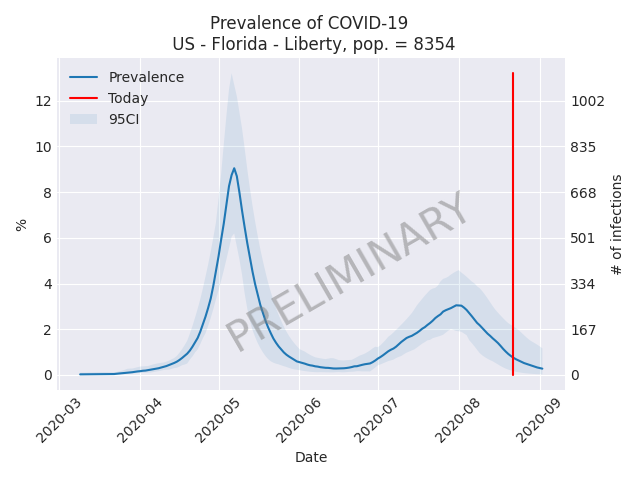 Prevalence of COVID-19
US - Florida - Liberty, pop. = 8354
Prevalence
Today
95CI
PRELIMINARY
%
12
10
8
6
4
2
0
1002
835
668
501
334
167
0
# of infections
2020-03
2020-04
2020-05
2020-06
2020-07
2020-08
2020-09
Date